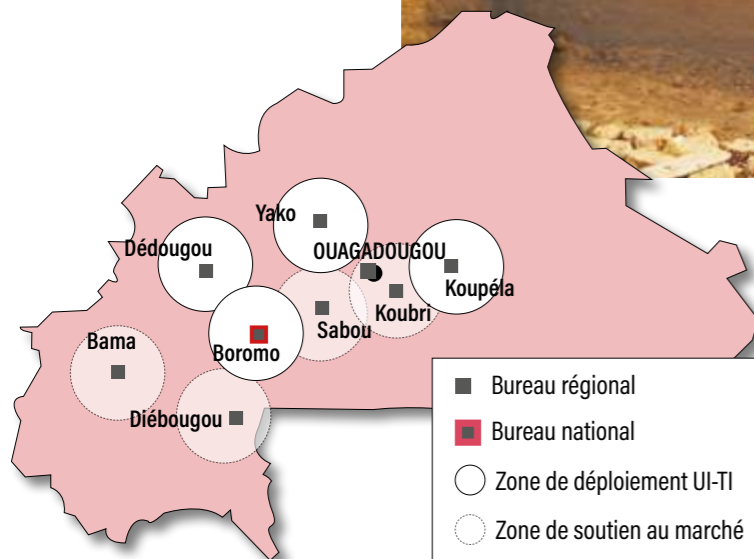 Yako
OUAGADOUGOU
Dédougou
Koupéla
Koubri
Sabou
Boromo
Bama
Diébougou
Bureau régional
Bureau national
Zone de déploiement UI-TI
Zone de soutien au marché